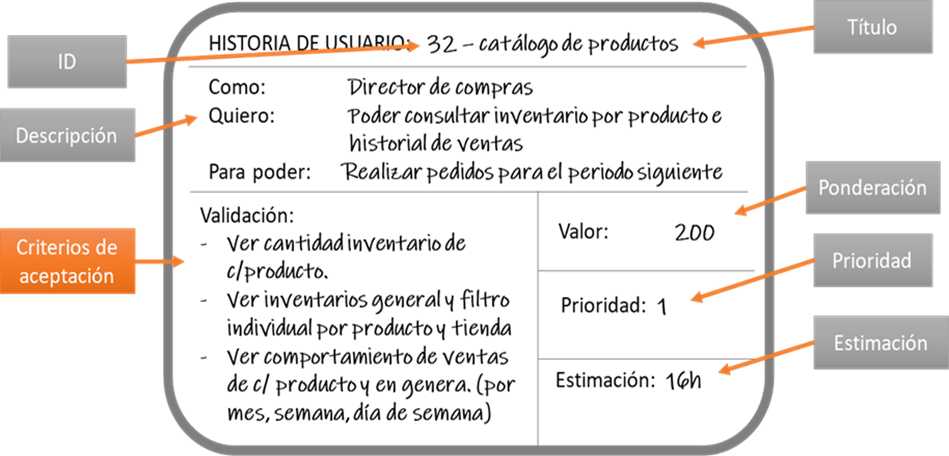 HISTORIA DE USUARIO: 32 – catálogo de productos
Título
ID
Como: Director de compras
Quiero: Poder consultar inventario por producto e
historial de ventas
Descripción
Para poder: Realizar pedidos para el periodo siguiente
Ponderación
Validación:
- Ver cantidad inventario de
c/producto.
- Ver inventarios general y filtro
individual por producto y tienda
- Ver comportamiento de ventas
de c/ producto y en genera. (por
mes, semana, día de semana)
Criterios de
aceptación
Valor: 200
Prioridad
Prioridad: 1
Estimación
Estimación: 16h